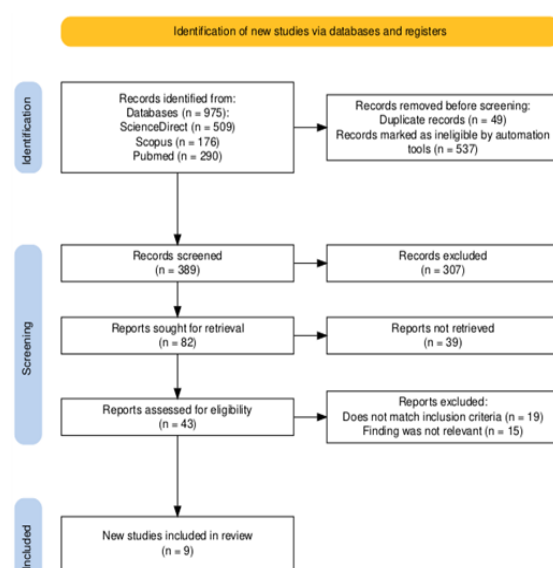 Identification of new studies via databases and registers
Identification
Records identified from:
Databases (n = 975):
ScienceDirect (n = 509)
Scopus (n = 176)
Pubmed (n = 290)
Records removed before screening:
Duplicate records (n = 49)
Records marked as ineligible by automation
tools (n = 537)
Screening
Records screened
(n = 389)
Records excluded
(n = 307)
Reports sought for retrieval
(n = 82)
Reports not retrieved
(n = 39)
Reports assessed for eligibility
(n = 43)
Reports excluded:
Does not match inclusion criteria (n = 19)
Finding was not relevant (n = 15)
Included
New studies included in review
(n = 9)